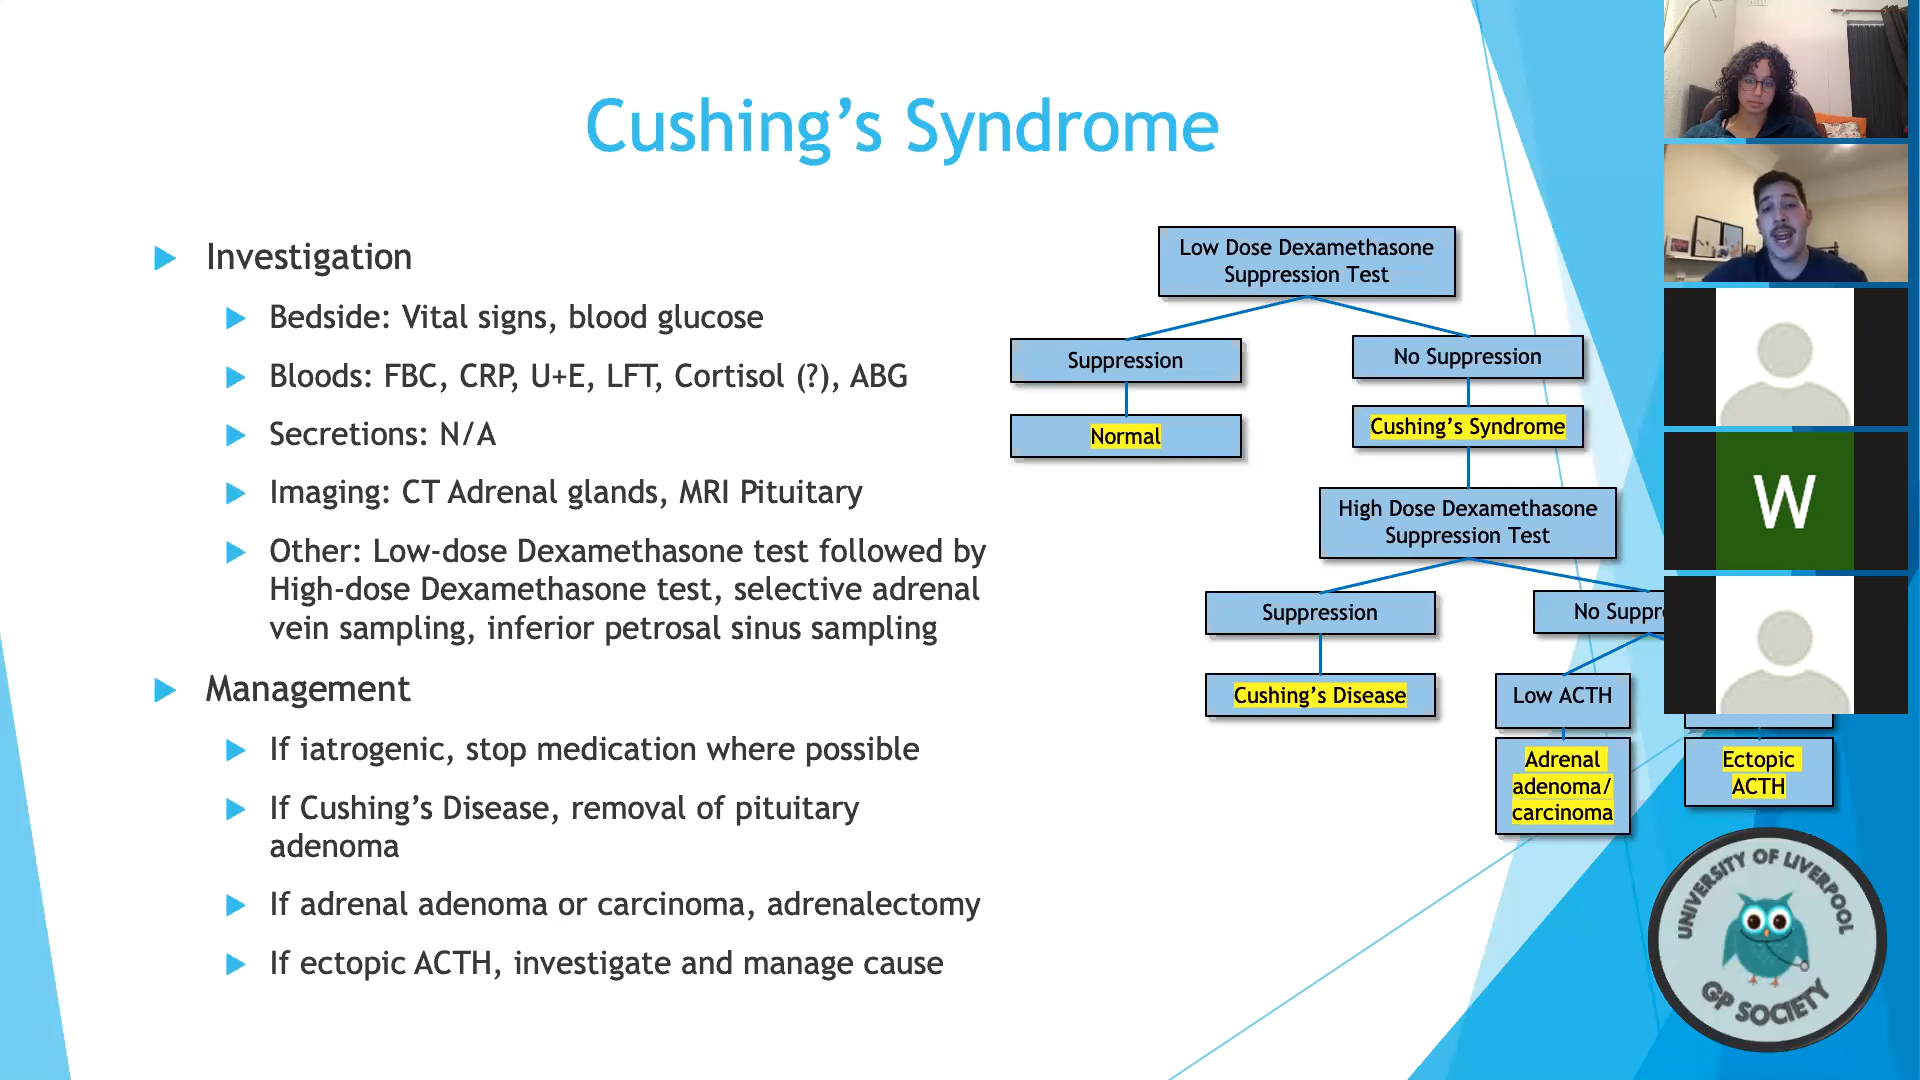 Cushing’s Syndrome
Investigation
Bedside: Vital signs, blood glucose
Bloods: FBC, CRP, U+E, LFT, Cortisol (?), ABG
Secretions: N/A
Imaging: CT Adrenal glands, MRI Pituitary
Other: Low-dose Dexamethasone test followed by
High-dose Dexamethasone test, selective adrenal
vein sampling, inferior petrosal sinus sampling
Management
If iatrogenic, stop medication where possible
If Cushing’s Disease, removal of pituitary
adenoma
If adrenal adenoma or carcinoma, adrenalectomy
If ectopic ACTH, investigate and manage cause
Low Dose Dexamethasone
Suppression Test
Suppression
No Suppression
Normal
Cushing’s Syndrome
High Dose Dexamethasone
Suppression Test
Suppression
No
Cushing’s Disease
Low ACTH
Adrenal
adenoma/
carcinoma
Ectopic
ACTH
W
UNIVERSITY OF LIVERPOOL
GP SOCIETY